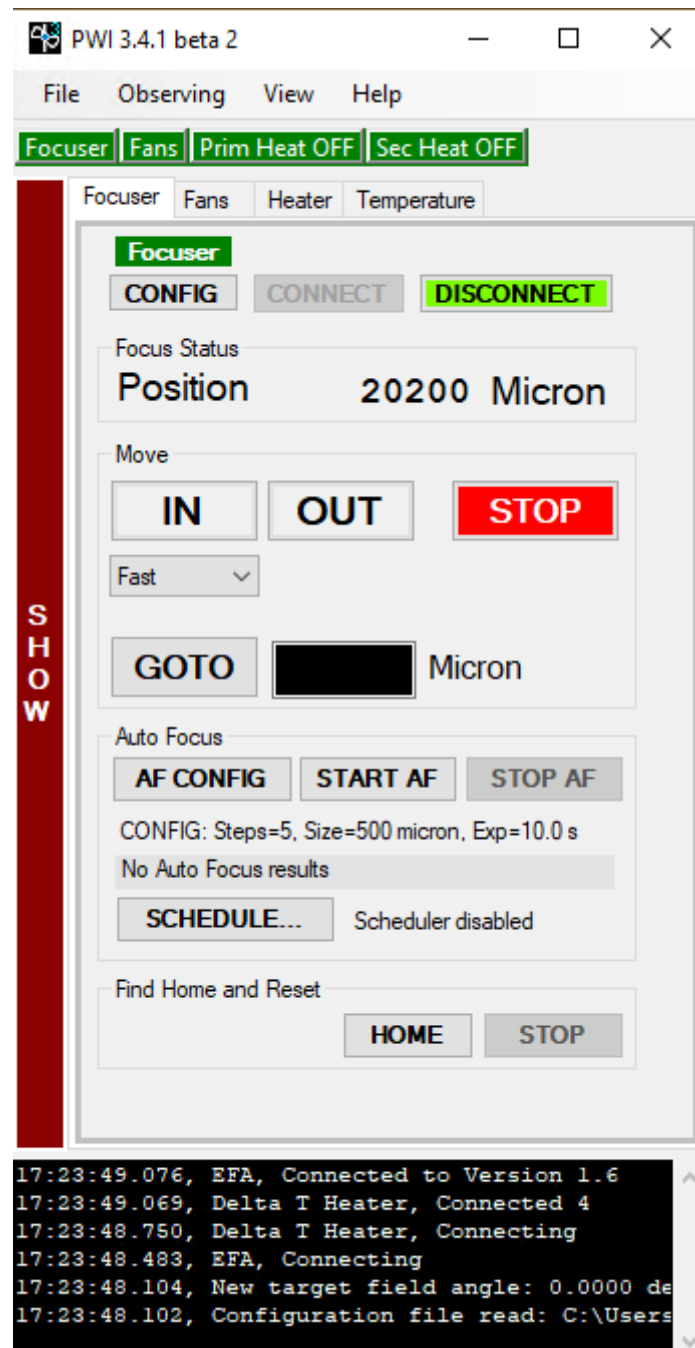 PWI 3.4.1 beta 2
File Observing View Help
Focuser Fans Prim Heat OFF Sec Heat OFF
Focuser Fans Heater Temperature
SHOW
Focuser
CONFIG CONNECT DISCONNECT
Focus Status
Position 20200 Micron
Move
IN OUT STOP
Fast
GOTO Micron
Auto Focus
AF CONFIG START AF STOP AF
CONFIG: Steps=5, Size=500 micron, Exp=10.0 s
No Auto Focus results
SCHEDULE... Scheduler disabled
Find Home and Reset
HOME STOP
17:23:49.076, EFA, Connected to Version 1.6
17:23:49.069, Delta T Heater, Connected 4
17:23:48.750, Delta T Heater, Connecting
17:23:48.483, EFA, Connecting
17:23:48.104, New target field angle: 0.0000 de
17:23:48.102, Configuration file read: C:\Users